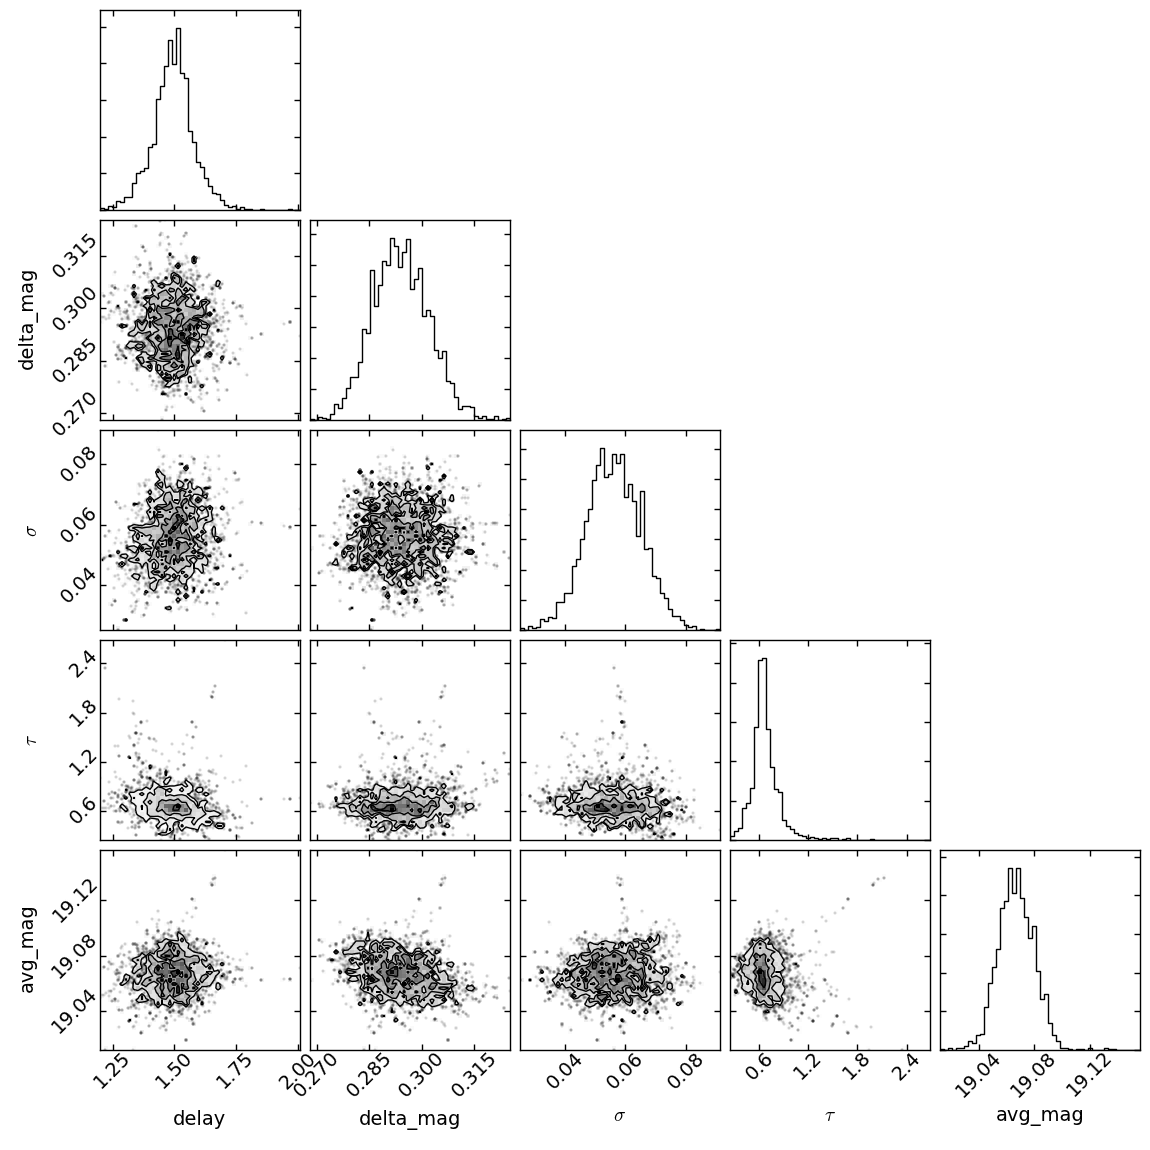 delta_mag
0.315
0.300
0.285
0.270
σ
0.08
0.06
0.04
τ
2.4
1.8
1.2
0.6
avg_mag
19.12
19.08
19.04
1.25 1.50 1.75 2.00
0.270 0.285 0.300 0.315
0.04 0.06 0.08
0.6 1.2 1.8 2.4
19.04 19.08 19.12
delay delta_mag σ τ avg_mag